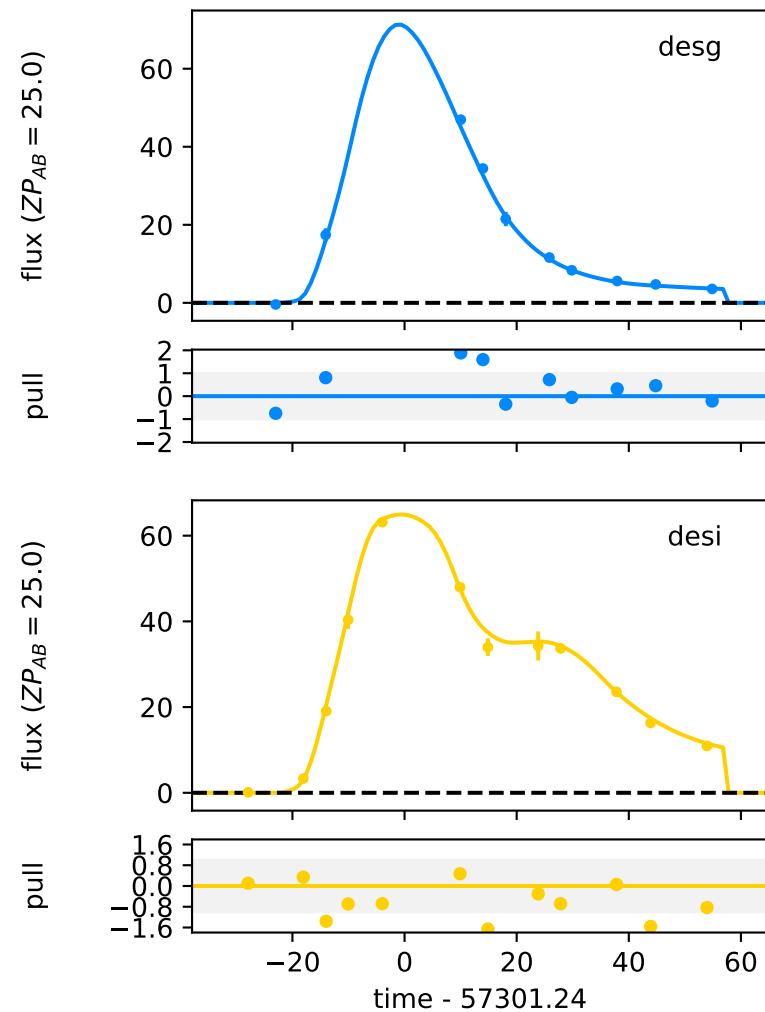 desg
flux (ZP_AB = 25.0)
60
40
20
0
pull
2
1
0
−1
−2
desi
flux (ZP_AB = 25.0)
60
40
20
0
pull
1.6
0.8
0.0
−0.8
−1.6
−20 0 20 40 60
time - 57301.24